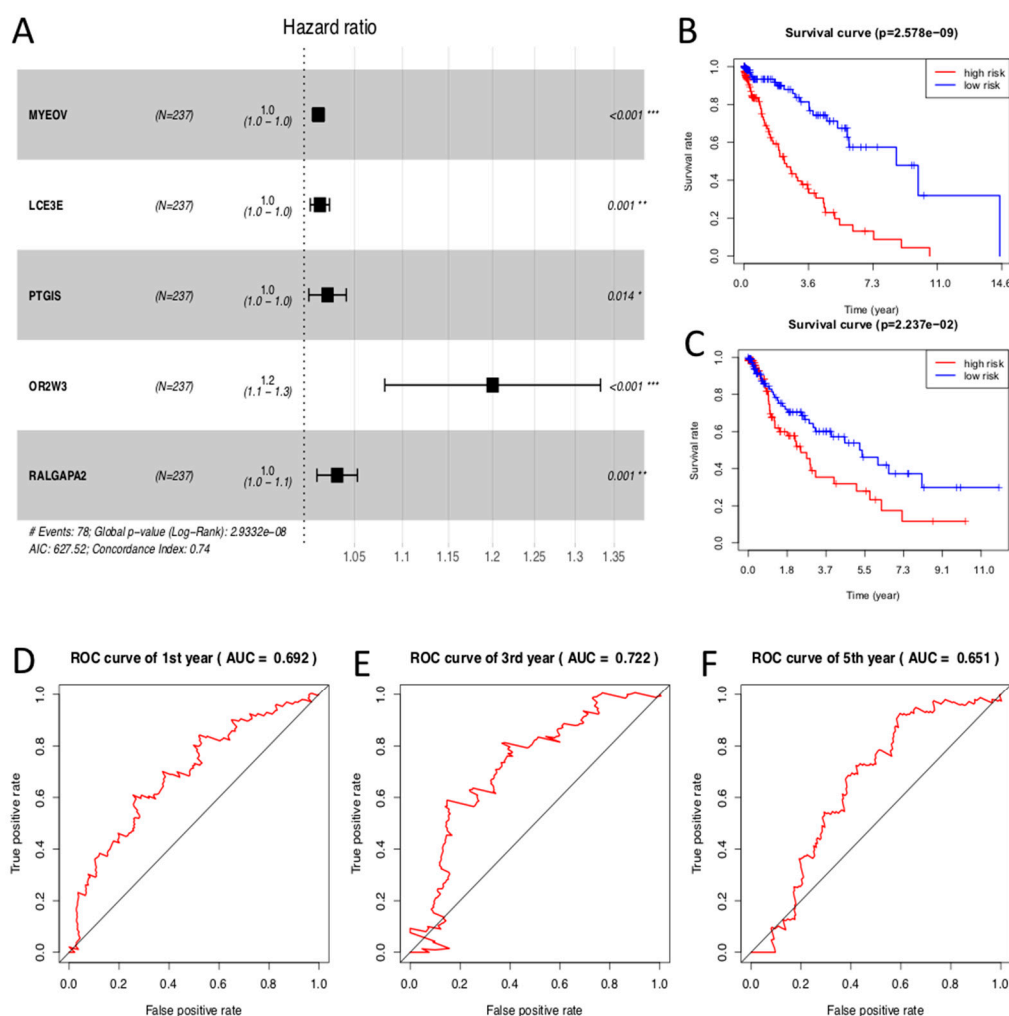 A
Hazard ratio
MYEOV (N=237) 1.0 (1.0 − 1.0) <0.001 ***
LCE3E (N=237) 1.0 (1.0 − 1.0) 0.001 **
PTGIS (N=237) 1.0 (1.0 − 1.0) 0.014 *
OR2W3 (N=237) 1.2 (1.1 − 1.3) <0.001 ***
RALGAPA2 (N=237) 1.0 (1.0 − 1.1) 0.001 **
# Events: 78; Global p−value (Log−Rank): 2.9332e−08
AIC: 627.52; Concordance Index: 0.74
1.05 1.1 1.15 1.2 1.25 1.3 1.35
B
Survival curve (p=2.578e−09)
high risk
low risk
Survival rate
1.0
0.8
0.6
0.4
0.2
0.0
0.0 3.6 7.3 11.0 14.6
Time (year)
C
Survival curve (p=2.237e−02)
high risk
low risk
Survival rate
1.0
0.8
0.6
0.4
0.2
0.0
0.0 1.8 3.7 5.5 7.3 9.1 11.0
Time (year)
D
ROC curve of 1st year ( AUC = 0.692 )
True positive rate
1.0
0.8
0.6
0.4
0.2
0.0
0.0 0.2 0.4 0.6 0.8 1.0
False positive rate
E
ROC curve of 3rd year ( AUC = 0.722 )
True positive rate
1.0
0.8
0.6
0.4
0.2
0.0
0.0 0.2 0.4 0.6 0.8 1.0
False positive rate
F
ROC curve of 5th year ( AUC = 0.651 )
True positive rate
1.0
0.8
0.6
0.4
0.2
0.0
0.0 0.2 0.4 0.6 0.8 1.0
False positive rate